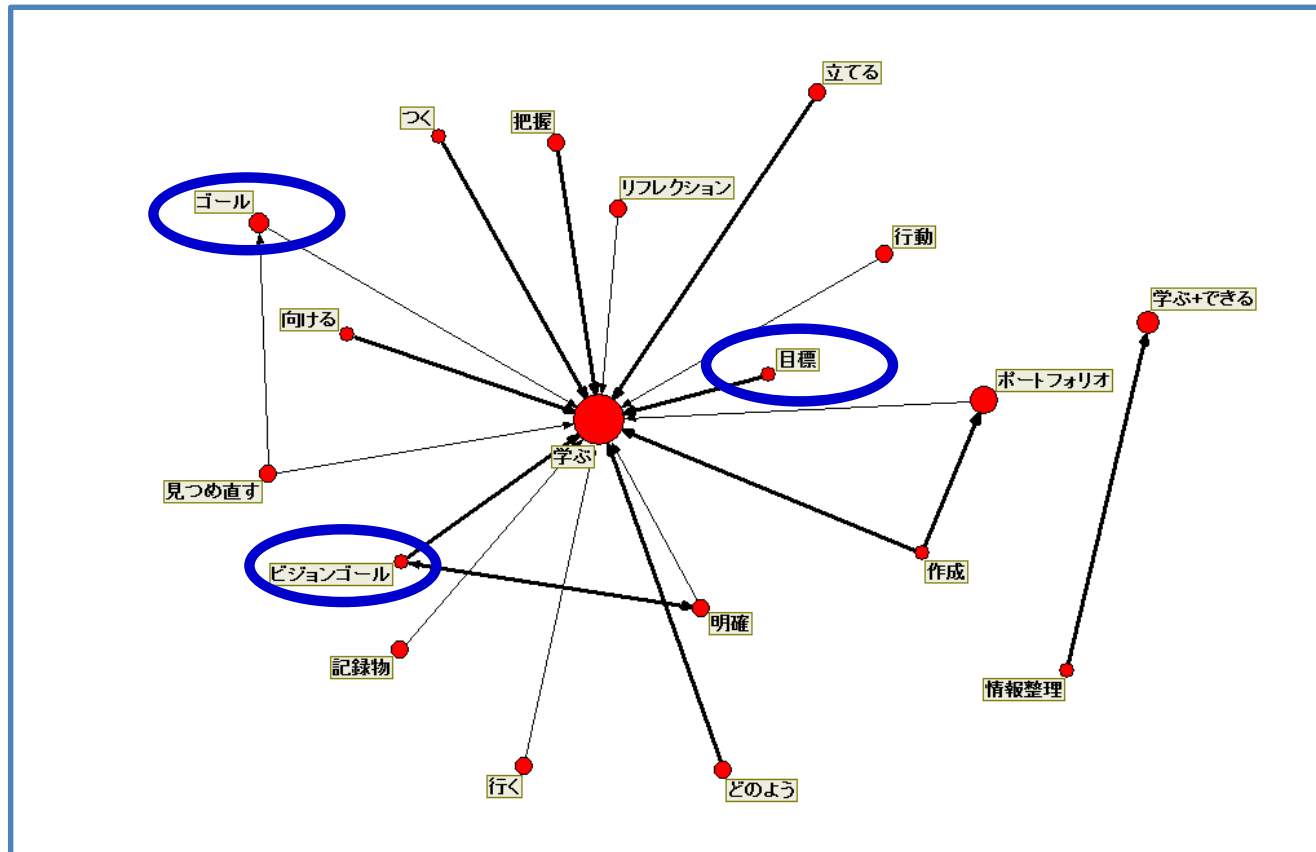 立てる
つく
把握
リフレクション
ゴール
行動
学ぶ+できる
向ける
目標
ポートフォリオ
学ぶ
見つめ直す
ビジョンゴール
作成
明確
記録物
情報整理
行く
どのよう